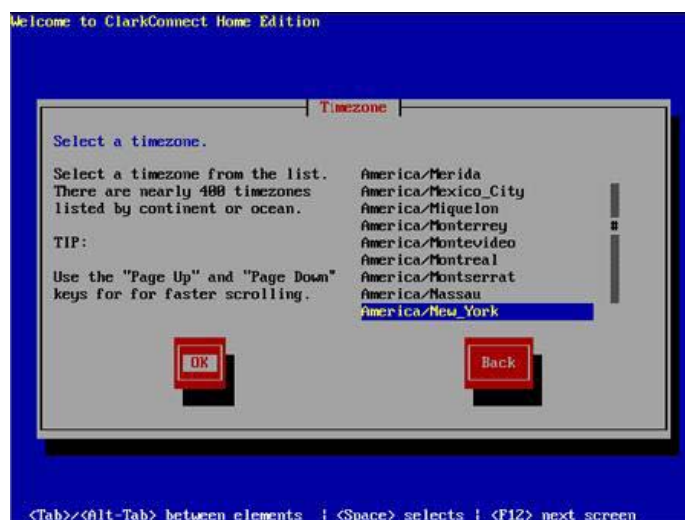 Welcome to ClarkConnect Home Edition
Timezone
Select a timezone.
Select a timezone from the list.
There are nearly 400 timezones
listed by continent or ocean.
TIP:
Use the "Page Up" and "Page Down"
keys for for faster scrolling.
America/Merida
America/Mexico_City
America/Miquelon
America/Monterrey
America/Montevideo
America/Montreal
America/Montserrat
America/Nassau
America/New_York
#
OK
Back
<Tab>/<Alt-Tab> between elements | <Space> selects | <F12> next screen